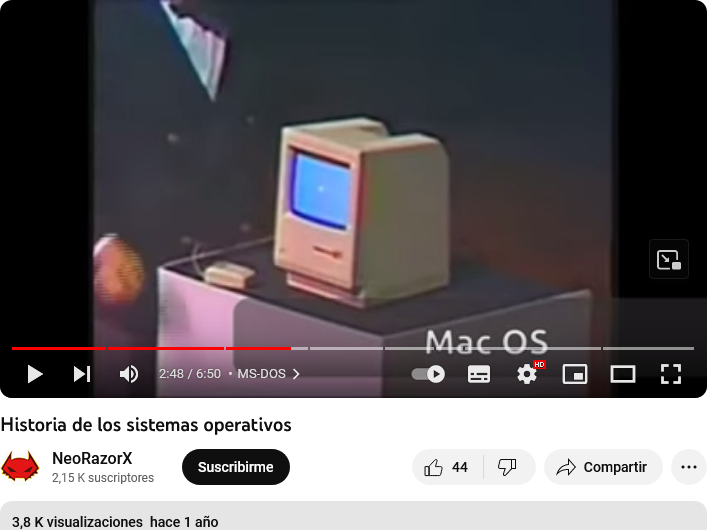 Mac OS
2:48 / 6:50 • MS-DOS
HD
Historia de los sistemas operativos
NeoRazorX
2,15 K suscriptores
Suscribirme
44
Compartir
3,8 K visualizaciones hace 1 año